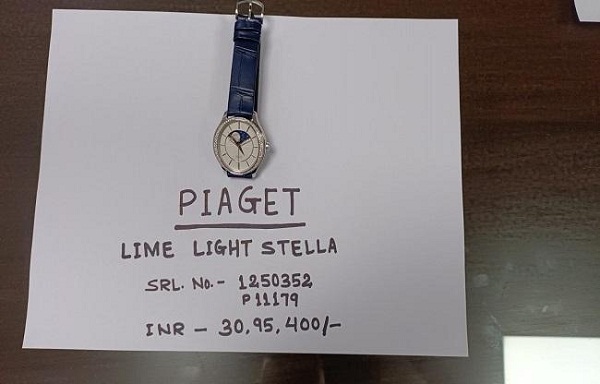 PIAGET
LIME LIGHT STELLA
SRL. No.- 1250352
P11179
INR - 30,95,400/-